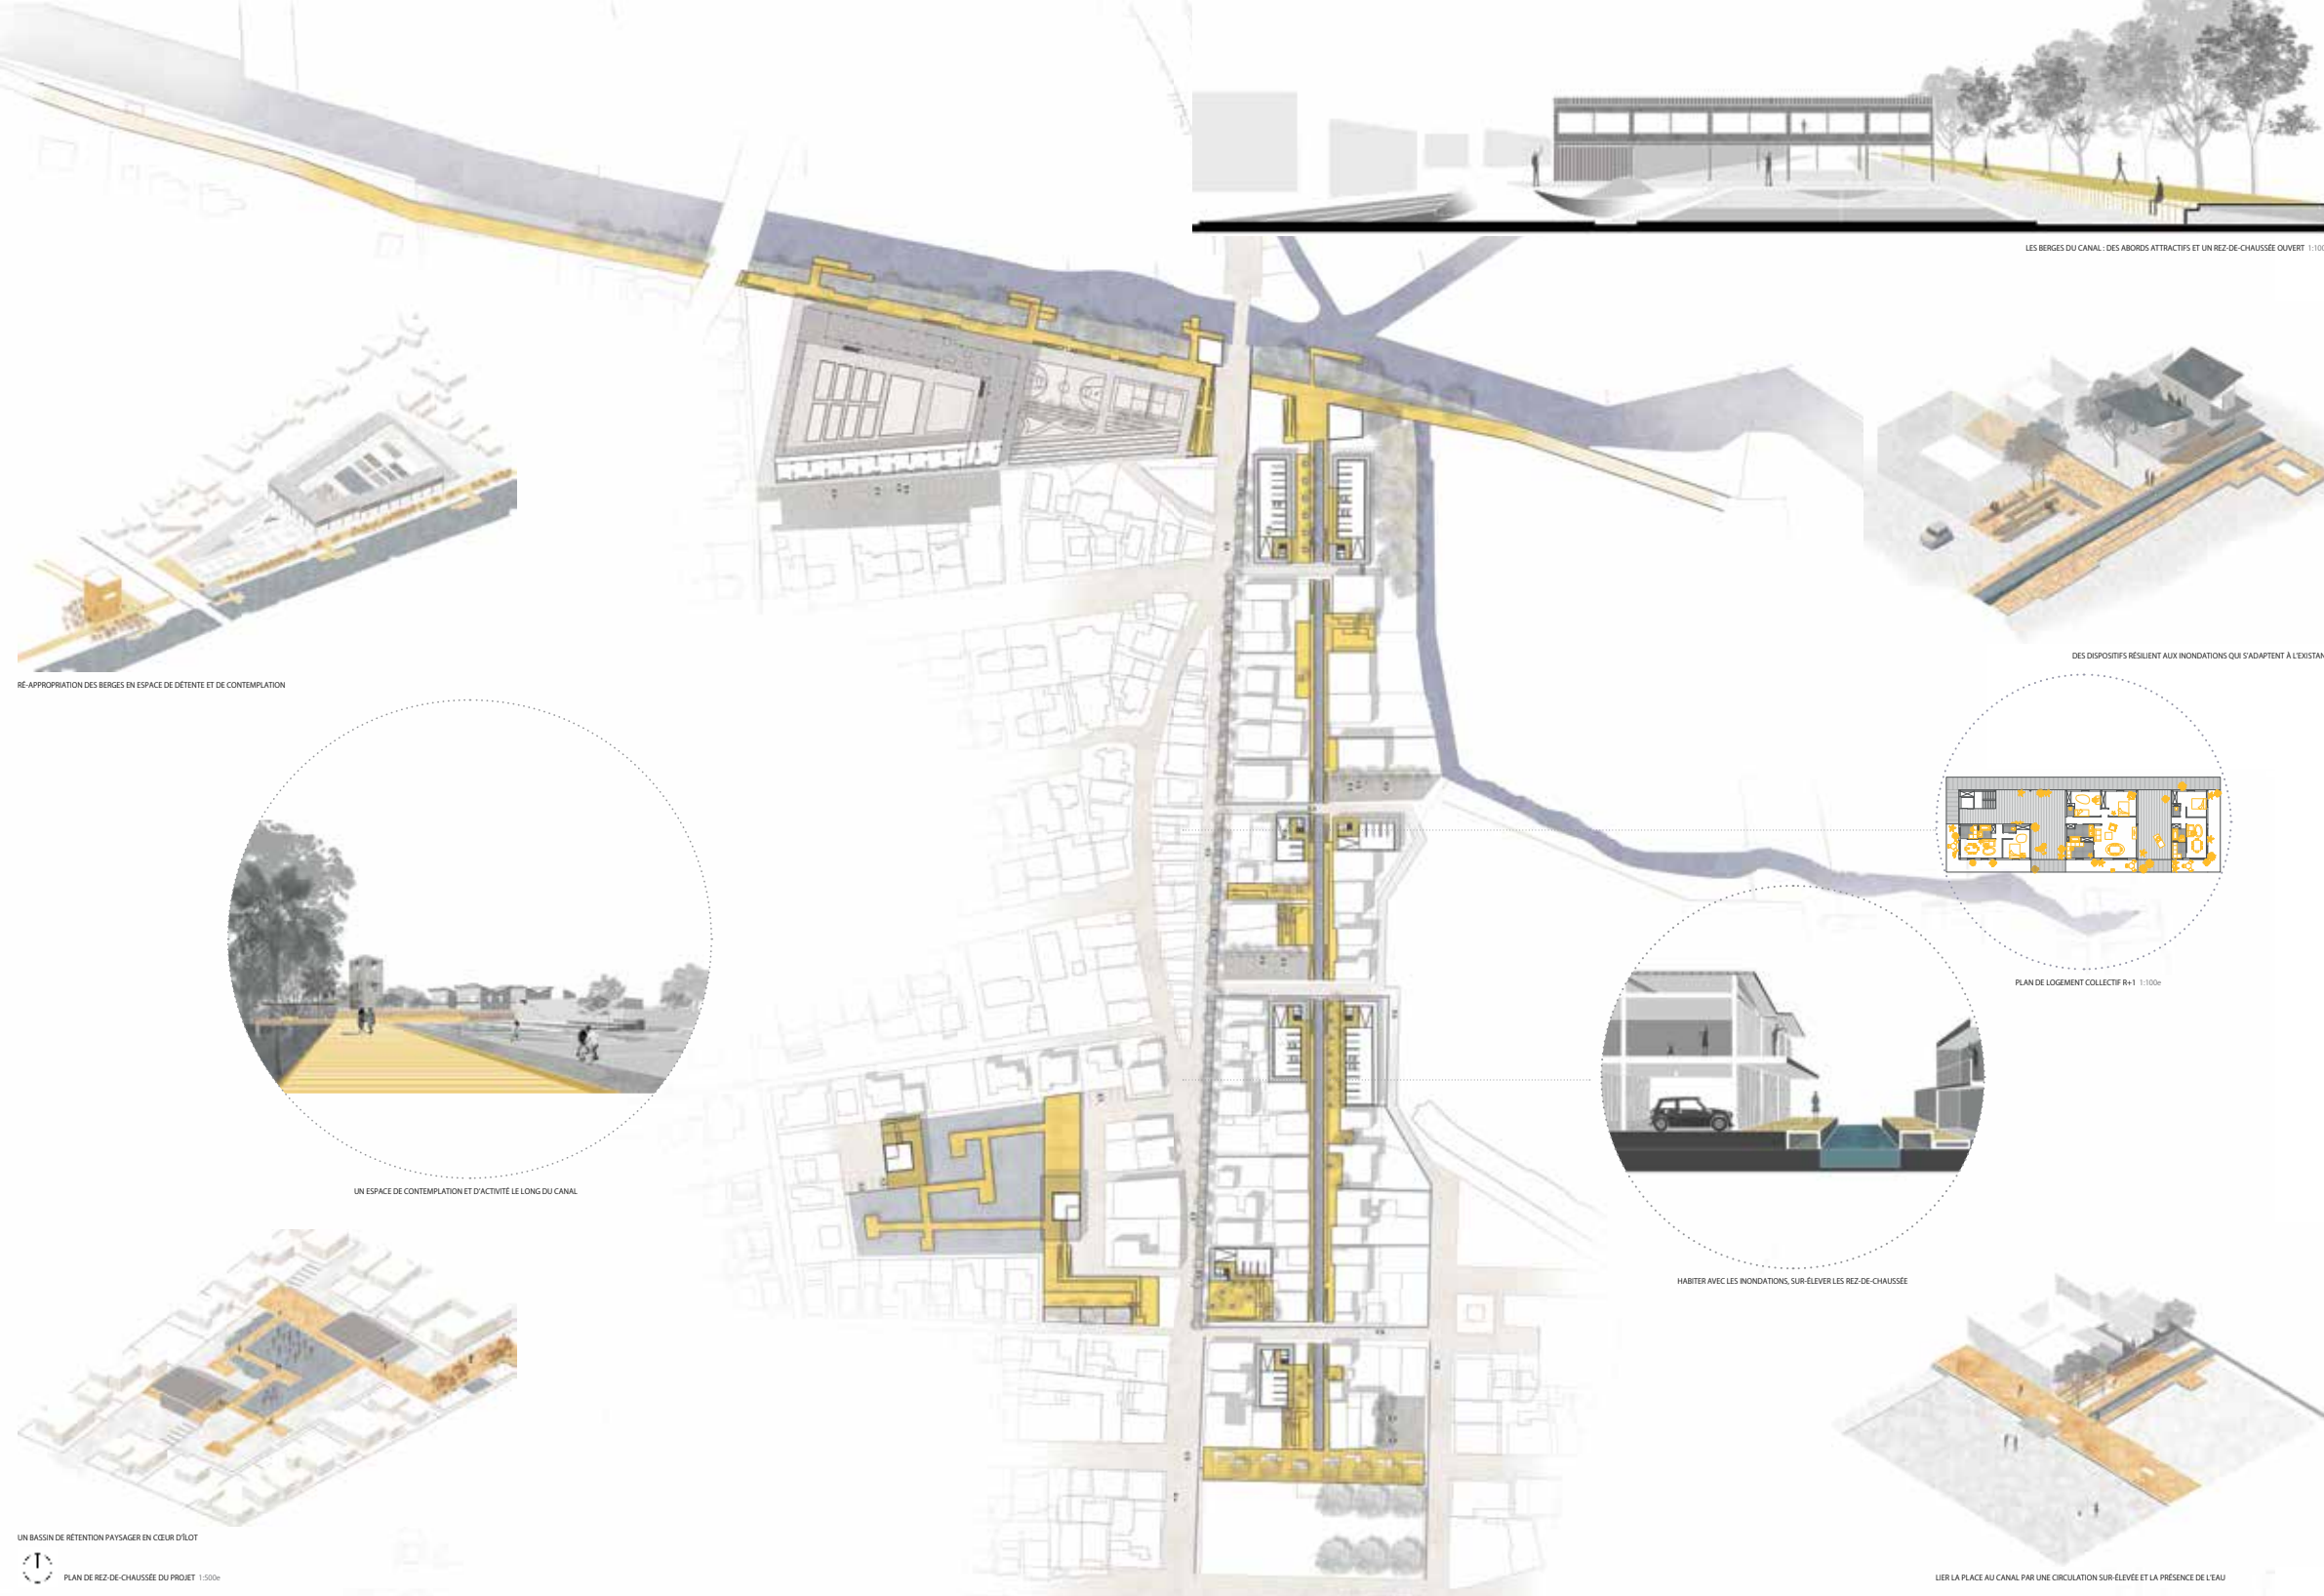 LES BERGES DU CANAL : DES ABORDS ATTRACTIFS ET UN REZ-DE-CHAUSSÉE OUVERT 1:100
DES DISPOSITIFS RÉSILIENT AUX INONDATIONS QUI S'ADAPTENT À L'EXISTAN
RÉ-APPROPRIATION DES BERGES EN ESPACE DE DÉTENTE ET DE CONTEMPLATION
PLAN DE LOGEMENT COLLECTIF R+1 1:100e
UN ESPACE DE CONTEMPLATION ET D'ACTIVITÉ LE LONG DU CANAL
HABITER AVEC LES INONDATIONS, SUR-ÉLEVER LES REZ-DE-CHAUSSÉE
UN BASSIN DE RÉTENTION PAYSAGER EN CŒUR D'ÎLOT
PLAN DE REZ-DE-CHAUSSÉE DU PROJET 1:500e
LIER LA PLACE AU CANAL PAR UNE CIRCULATION SUR-ÉLEVÉE ET LA PRÉSENCE DE L'EAU